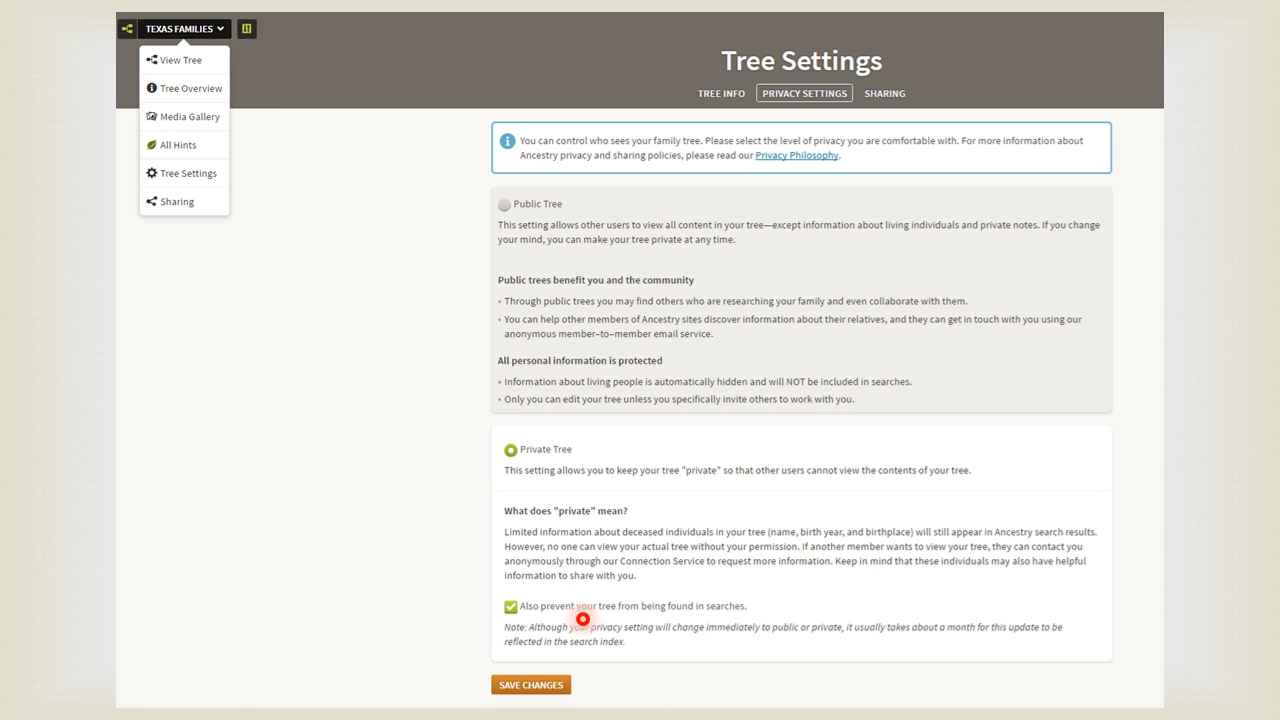 TEXAS FAMILIES
View Tree
Tree Overview
Media Gallery
All Hints
Tree Settings
Sharing
Tree Settings
TREE INFO PRIVACY SETTINGS SHARING
You can control who sees your family tree. Please select the level of privacy you are comfortable with. For more information about
Ancestry privacy and sharing policies, please read our Privacy Philosophy.
Public Tree
This setting allows other users to view all content in your tree—except information about living individuals and private notes. If you change
your mind, you can make your tree private at any time.
Public trees benefit you and the community
• Through public trees you may find others who are researching your family and even collaborate with them.
• You can help other members of Ancestry sites discover information about their relatives, and they can get in touch with you using our
anonymous member–to–member email service.
All personal information is protected
• Information about living people is automatically hidden and will NOT be included in searches.
• Only you can edit your tree unless you specifically invite others to work with you.
Private Tree
This setting allows you to keep your tree "private" so that other users cannot view the contents of your tree.
What does "private" mean?
Limited information about deceased individuals in your tree (name, birth year, and birthplace) will still appear in Ancestry search results.
However, no one can view your actual tree without your permission. If another member wants to view your tree, they can contact you
anonymously through our Connection Service to request more information. Keep in mind that these individuals may also have helpful
information to share with you.
Also prevent your tree from being found in searches.
Note: Although your privacy setting will change immediately to public or private, it usually takes about a month for this update to be
reflected in the search index.
SAVE CHANGES